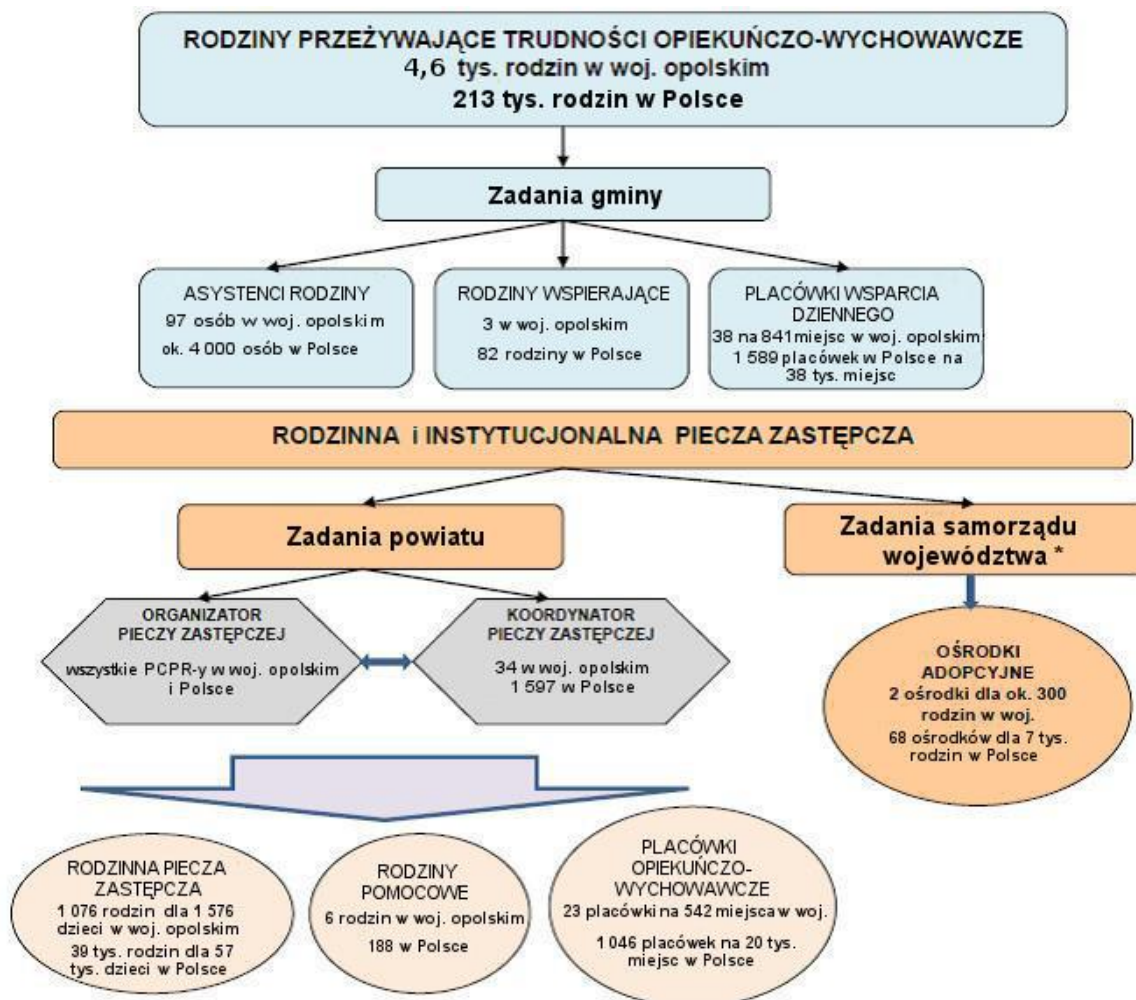 RODZINY PRZEŻYWAJĄCE TRUDNOŚCI OPIEKUŃCZO-WYCHOWAWCZE
4,6 tys. rodzin w woj. opolskim
213 tys. rodzin w Polsce
Zadania gminy
ASYSTENCI RODZINY
97 osób w woj. opolskim
ok. 4 000 osób w Polsce
RODZINY WSPIERAJĄCE
3 w woj. opolskim
82 rodziny w Polsce
PLACÓWKI WSPARCIA
DZIENNEGO
38 na 841 miejsc w woj. opolskim
1 589 placówek w Polsce na
38 tys. miejsc
RODZINNA i INSTYTUCJONALNA PIECZA ZASTĘPCZA
Zadania powiatu
Zadania samorządu
województwa *
ORGANIZATOR
PIECZY ZASTĘPCZEJ
wszystkie PCPR-y w woj. opolskim
i Polsce
KOORDYNATOR
PIECZY ZASTĘPCZEJ
34 w woj. opolskim
1 597 w Polsce
OŚRODKI
ADOPCYJNE
2 ośrodki dla ok. 300
rodzin w woj.
68 ośrodków dla 7 tys.
rodzin w Polsce
RODZINNA PIECZA
ZASTĘPCZA
1 076 rodzin dla 1 576
dzieci w woj. opolskim
39 tys. rodzin dla 57
tys. dzieci w Polsce
RODZINY
POMOCOWE
6 rodzin w woj. opolskim
188 w Polsce
PLACÓWKI
OPIEKUŃCZO-
WYCHOWAWCZE
23 placówki na 542 miejsca w woj.
1 046 placówek na 20 tys.
miejsc w Polsce